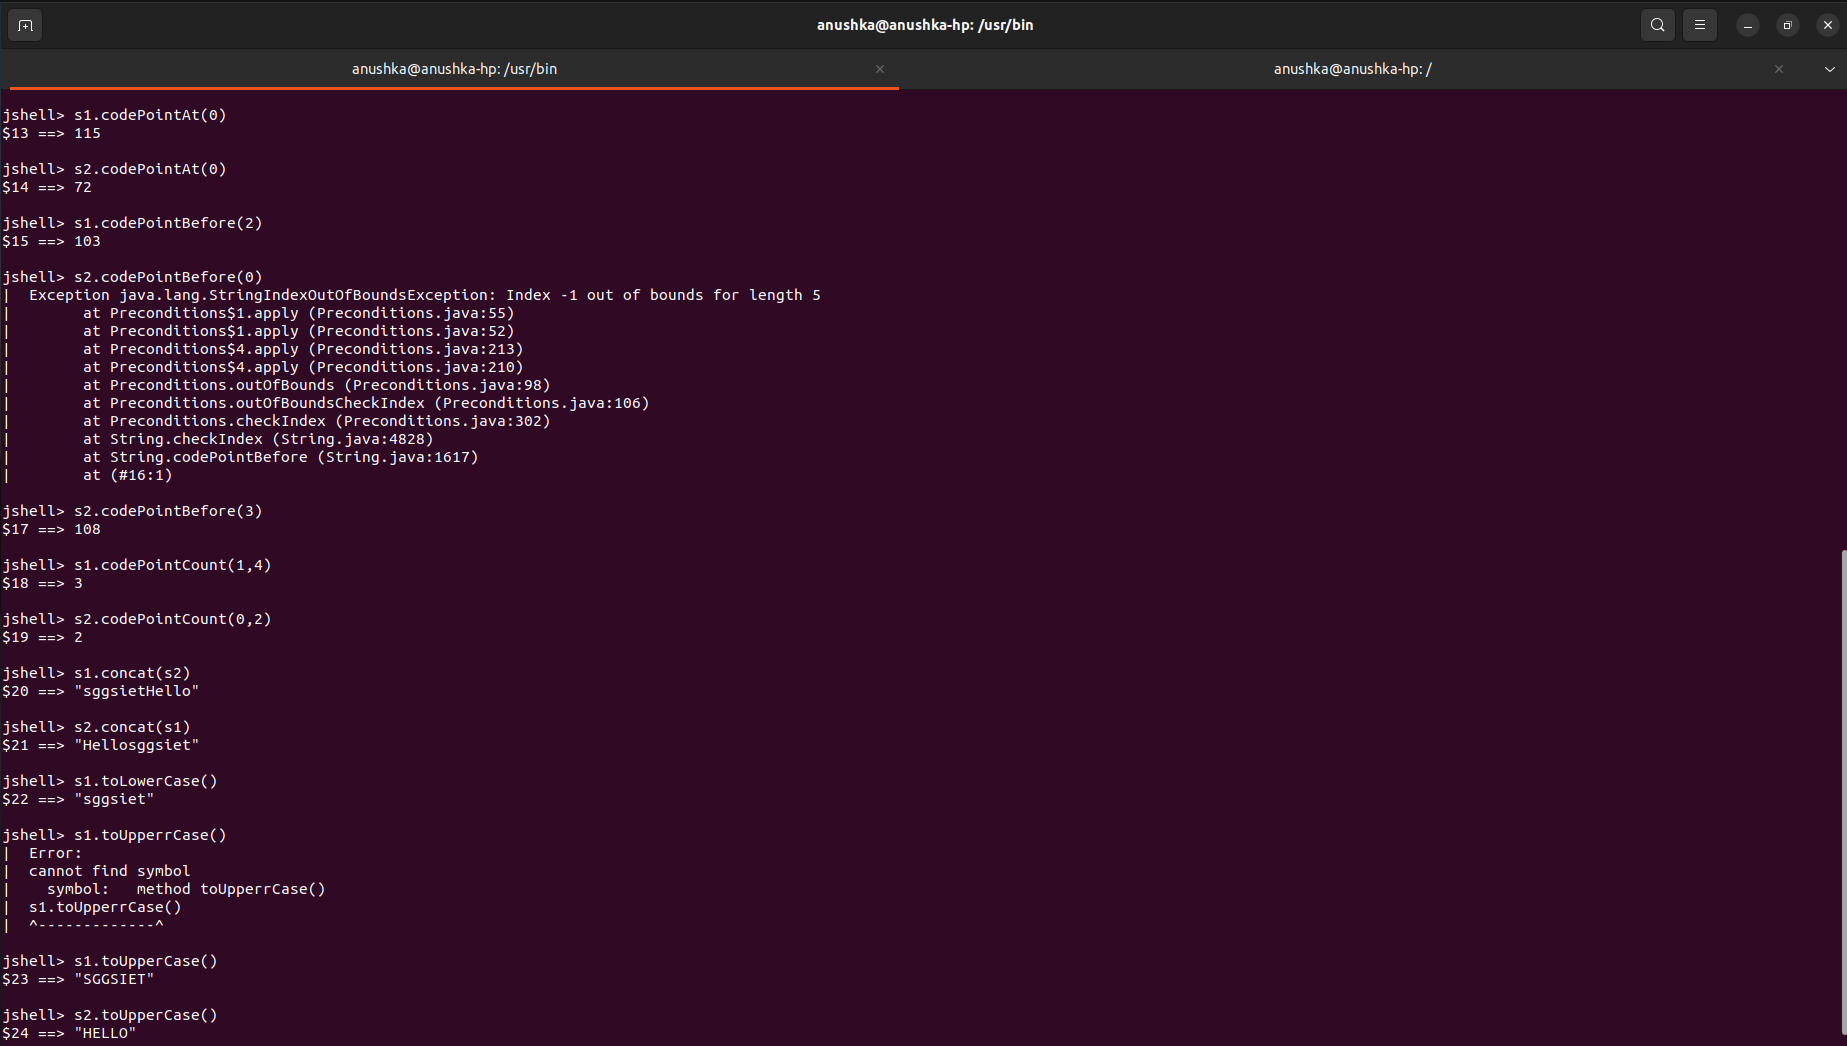 anushka@anushka-hp: /usr/bin
anushka@anushka-hp: /usr/bin
anushka@anushka-hp: /
jshell> s1.codePointAt(0)
$13 ==> 115
jshell> s2.codePointAt(0)
$14 ==> 72
jshell> s1.codePointBefore(2)
$15 ==> 103
jshell> s2.codePointBefore(0)
|  Exception java.lang.StringIndexOutOfBoundsException: Index -1 out of bounds for length 5
|        at Preconditions$1.apply (Preconditions.java:55)
|        at Preconditions$1.apply (Preconditions.java:52)
|        at Preconditions$4.apply (Preconditions.java:213)
|        at Preconditions$4.apply (Preconditions.java:210)
|        at Preconditions.outOfBounds (Preconditions.java:98)
|        at Preconditions.outOfBoundsCheckIndex (Preconditions.java:106)
|        at Preconditions.checkIndex (Preconditions.java:302)
|        at String.checkIndex (String.java:4828)
|        at String.codePointBefore (String.java:1617)
|        at (#16:1)
jshell> s2.codePointBefore(3)
$17 ==> 108
jshell> s1.codePointCount(1,4)
$18 ==> 3
jshell> s2.codePointCount(0,2)
$19 ==> 2
jshell> s1.concat(s2)
$20 ==> "sggsietHello"
jshell> s2.concat(s1)
$21 ==> "Hellosggsiet"
jshell> s1.toLowerCase()
$22 ==> "sggsiet"
jshell> s1.toUpperrCase()
|  Error:
|  cannot find symbol
|    symbol:   method toUpperrCase()
|  s1.toUpperrCase()
|  ^-------------^
jshell> s1.toUpperCase()
$23 ==> "SGGSIET"
jshell> s2.toUpperCase()
$24 ==> "HELLO"